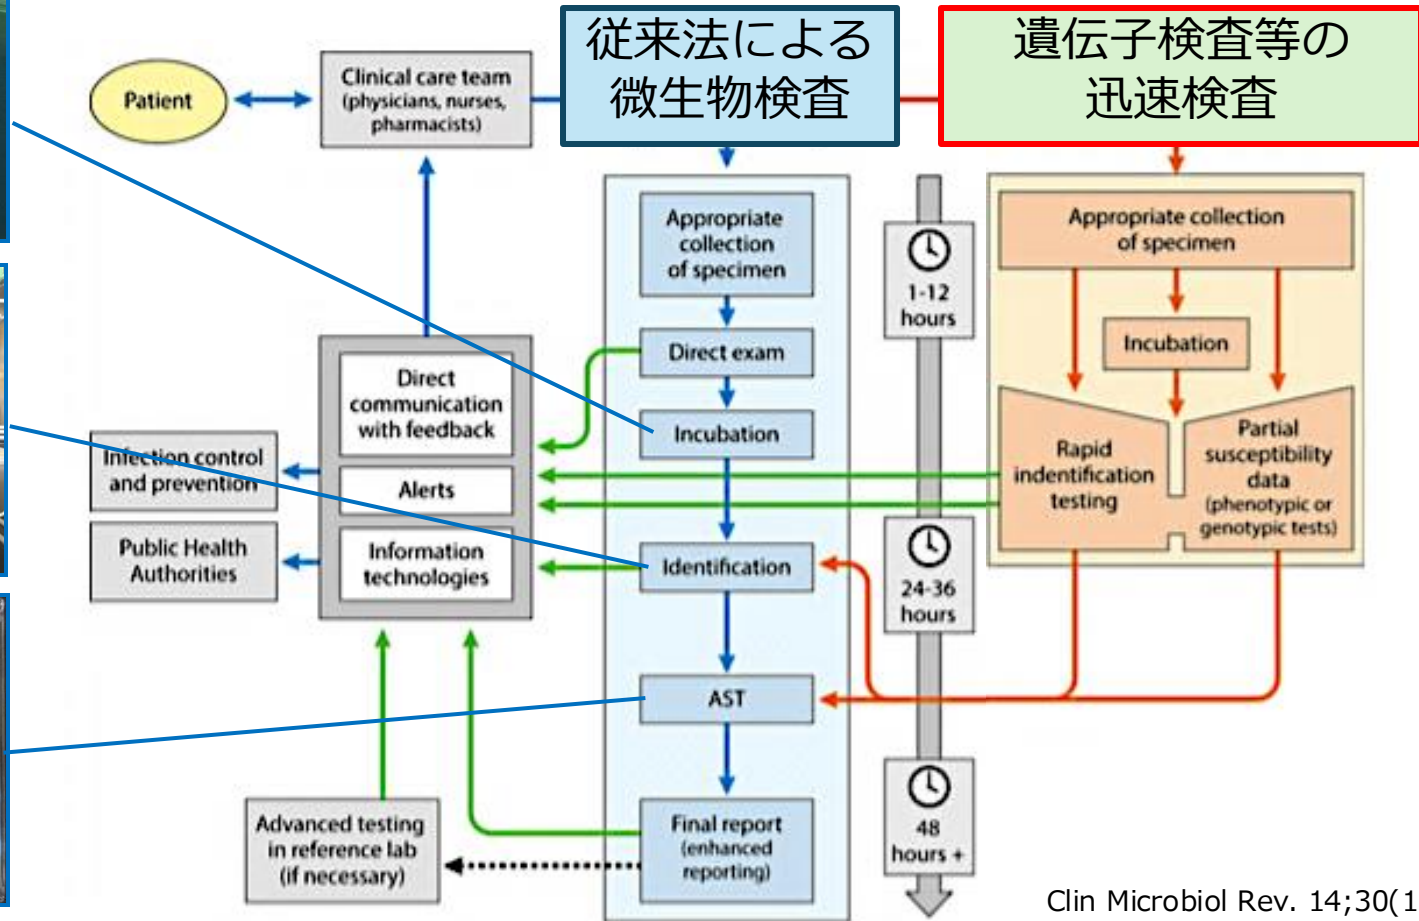 従来法による
微生物検査
遺伝子検査等の
迅速検査
Patient
Clinical care team
(physicians, nurses,
pharmacists)
Appropriate
collection
of specimen
Direct exam
Incubation
Identification
AST
Final report
(enhanced
reporting)
1-12
hours
24-36
hours
48
hours +
Appropriate collection
of specimen
Incubation
Rapid
indentification
testing
Partial
susceptibility
data
(phenotypic or
genotypic tests)
Direct
communication
with feedback
Alerts
Information
technologies
Infection control
and prevention
Public Health
Authorities
Advanced testing
in reference lab
(if necessary)
Clin Microbiol Rev. 14;30(1